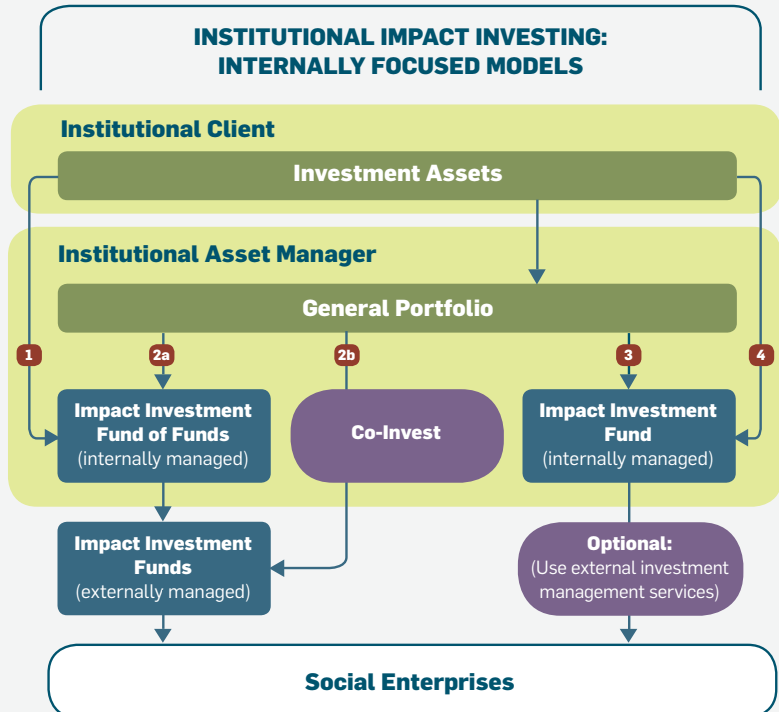 INSTITUTIONAL IMPACT INVESTING:
INTERNALLY FOCUSED MODELS
Institutional Client
Investment Assets
Institutional Asset Manager
General Portfolio
1
2a
2b
3
4
Impact Investment
Fund of Funds
(internally managed)
Co-Invest
Impact Investment
Fund
(internally managed)
Impact Investment
Funds
(externally managed)
Optional:
(Use external investment
management services)
Social Enterprises